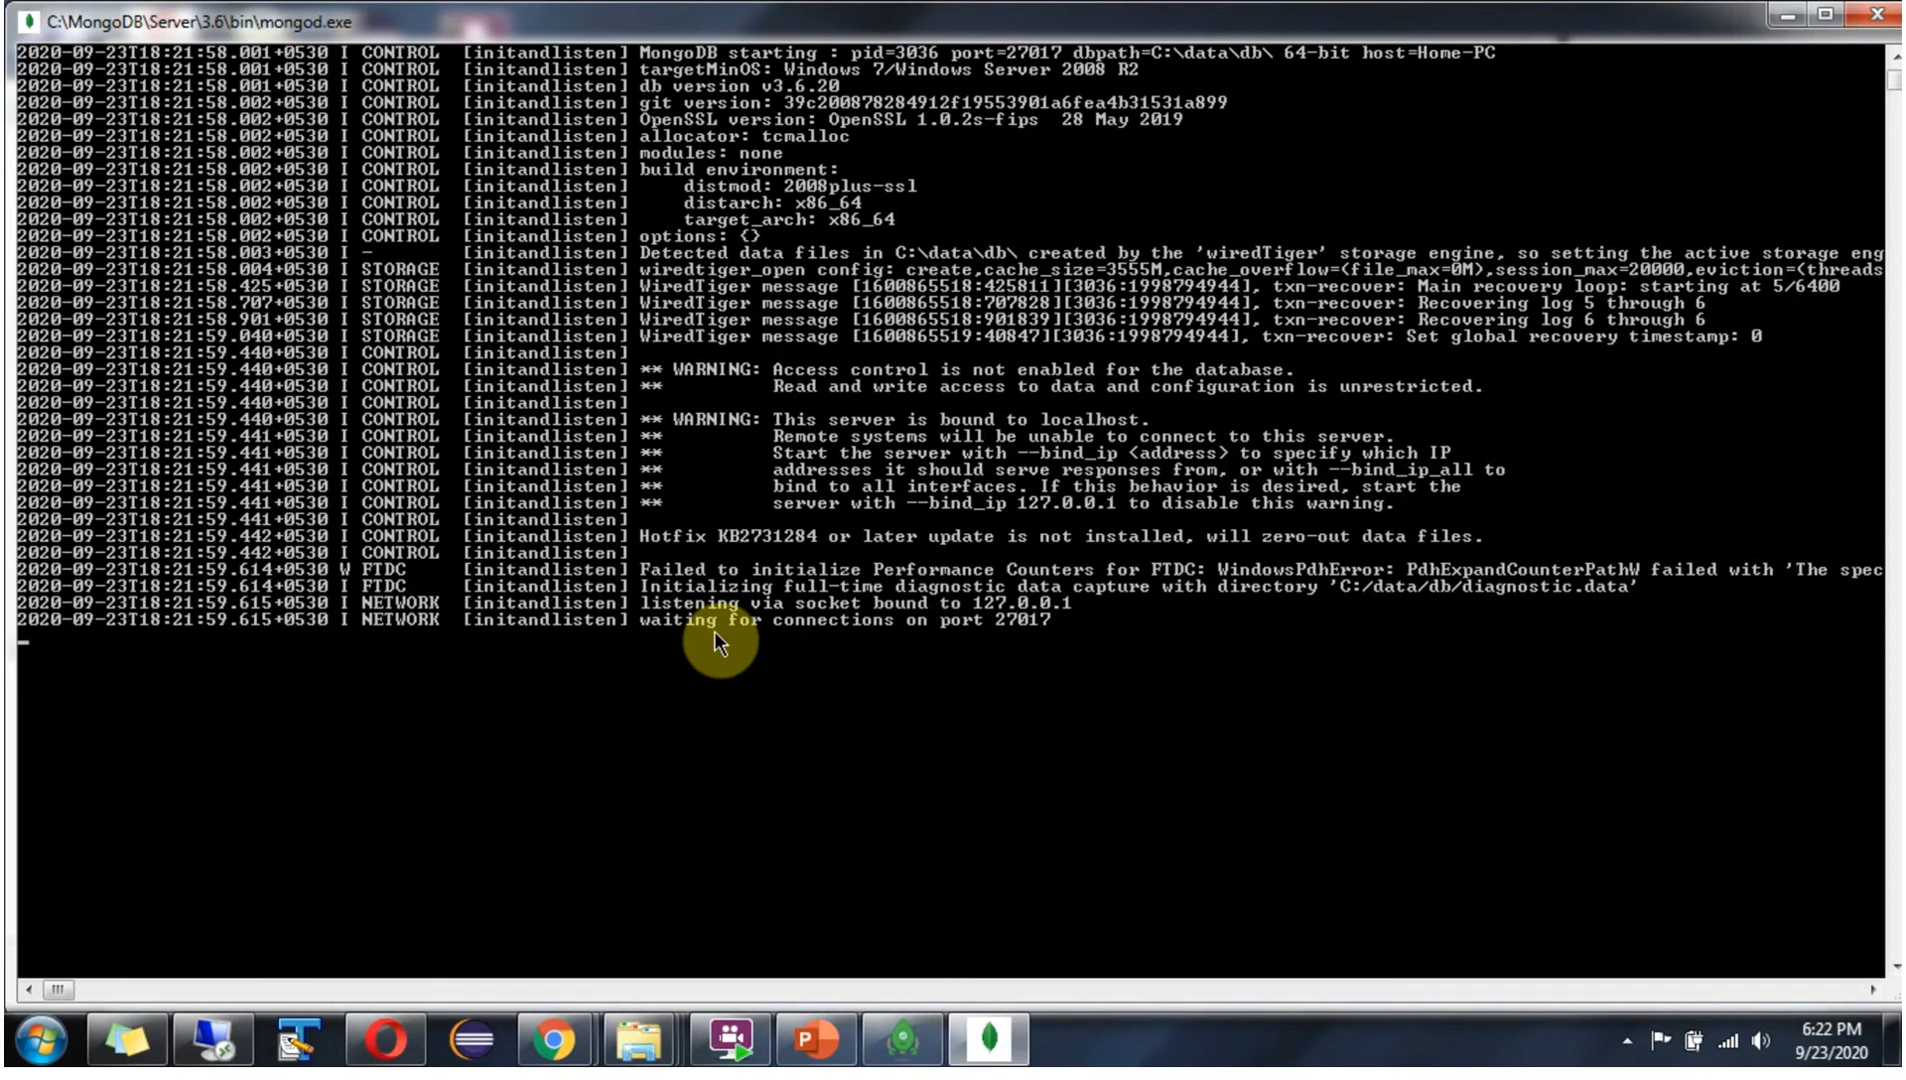 C:\MongoDB\Server\3.6\bin\mongod.exe
2020-09-23T18:21:58.001+0530 I CONTROL [initandlisten] MongoDB starting : pid=3036 port=27017 dbpath=C:\data\db\ 64-bit host=Home-PC
2020-09-23T18:21:58.001+0530 I CONTROL [initandlisten] targetMinOS: Windows 7/Windows Server 2008 R2
2020-09-23T18:21:58.001+0530 I CONTROL [initandlisten] db version v3.6.20
2020-09-23T18:21:58.002+0530 I CONTROL [initandlisten] git version: 39c200878284912f19553901a6fea4b31531a899
2020-09-23T18:21:58.002+0530 I CONTROL [initandlisten] OpenSSL version: OpenSSL 1.0.2s-fips 28 May 2019
2020-09-23T18:21:58.002+0530 I CONTROL [initandlisten] allocator: tcmalloc
2020-09-23T18:21:58.002+0530 I CONTROL [initandlisten] modules: none
2020-09-23T18:21:58.002+0530 I CONTROL [initandlisten] build environment:
2020-09-23T18:21:58.002+0530 I CONTROL [initandlisten] distmod: 2008plus-ssl
2020-09-23T18:21:58.002+0530 I CONTROL [initandlisten] distarch: x86_64
2020-09-23T18:21:58.002+0530 I CONTROL [initandlisten] target_arch: x86_64
2020-09-23T18:21:58.002+0530 I CONTROL [initandlisten] options: {}
2020-09-23T18:21:58.003+0530 I - [initandlisten] Detected data files in C:\data\db\ created by the 'wiredTiger' storage engine, so setting the active storage eng
2020-09-23T18:21:58.004+0530 I STORAGE [initandlisten] wiredtiger_open config: create,cache_size=3555M,cache_overflow=(file_max=0M),session_max=20000,eviction=(threads
2020-09-23T18:21:58.425+0530 I STORAGE [initandlisten] WiredTiger message [1600865518:425811][3036:1998794944], txn-recover: Main recovery loop: starting at 5/6400
2020-09-23T18:21:58.707+0530 I STORAGE [initandlisten] WiredTiger message [1600865518:707828][3036:1998794944], txn-recover: Recovering log 5 through 6
2020-09-23T18:21:58.901+0530 I STORAGE [initandlisten] WiredTiger message [1600865518:901839][3036:1998794944], txn-recover: Recovering log 6 through 6
2020-09-23T18:21:59.040+0530 I STORAGE [initandlisten] WiredTiger message [1600865519:40847][3036:1998794944], txn-recover: Set global recovery timestamp: 0
2020-09-23T18:21:59.440+0530 I CONTROL [initandlisten]
2020-09-23T18:21:59.440+0530 I CONTROL [initandlisten] ** WARNING: Access control is not enabled for the database.
2020-09-23T18:21:59.440+0530 I CONTROL [initandlisten] ** Read and write access to data and configuration is unrestricted.
2020-09-23T18:21:59.440+0530 I CONTROL [initandlisten]
2020-09-23T18:21:59.440+0530 I CONTROL [initandlisten] ** WARNING: This server is bound to localhost.
2020-09-23T18:21:59.441+0530 I CONTROL [initandlisten] ** Remote systems will be unable to connect to this server.
2020-09-23T18:21:59.441+0530 I CONTROL [initandlisten] ** Start the server with --bind_ip <address> to specify which IP
2020-09-23T18:21:59.441+0530 I CONTROL [initandlisten] ** addresses it should serve responses from, or with --bind_ip_all to
2020-09-23T18:21:59.441+0530 I CONTROL [initandlisten] ** bind to all interfaces. If this behavior is desired, start the
2020-09-23T18:21:59.441+0530 I CONTROL [initandlisten] ** server with --bind_ip 127.0.0.1 to disable this warning.
2020-09-23T18:21:59.441+0530 I CONTROL [initandlisten]
2020-09-23T18:21:59.442+0530 I CONTROL [initandlisten] Hotfix KB2731284 or later update is not installed, will zero-out data files.
2020-09-23T18:21:59.442+0530 I CONTROL [initandlisten]
2020-09-23T18:21:59.614+0530 W FTDC [initandlisten] Failed to initialize Performance Counters for FTDC: WindowsPdhError: PdhExpandCounterPathW failed with 'The spec
2020-09-23T18:21:59.614+0530 I FTDC [initandlisten] Initializing full-time diagnostic data capture with directory 'C:/data/db/diagnostic.data'
2020-09-23T18:21:59.615+0530 I NETWORK [initandlisten] listening via socket bound to 127.0.0.1
2020-09-23T18:21:59.615+0530 I NETWORK [initandlisten] waiting for connections on port 27017
6:22 PM
9/23/2020